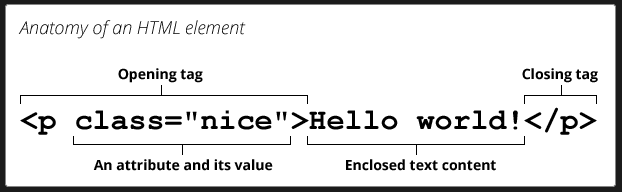 Anatomy of an HTML element
Opening tag Closing tag
<p class="nice">Hello world!</p>
An attribute and its value Enclosed text content